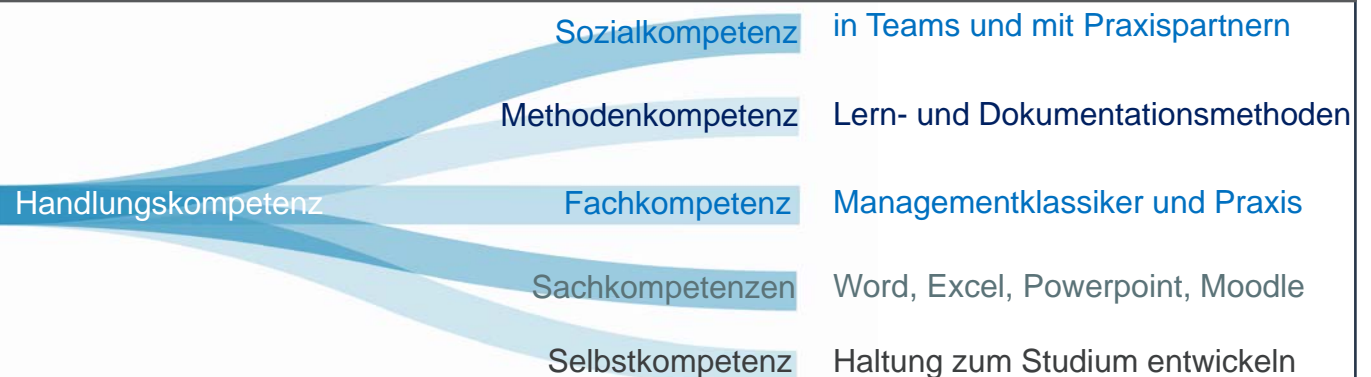 Sozialkompetenz in Teams und mit Praxispartnern
Methodenkompetenz Lern- und Dokumentationsmethoden
Handlungskompetenz Fachkompetenz Managementklassiker und Praxis
Sachkompetenzen Word, Excel, Powerpoint, Moodle
Selbstkompetenz Haltung zum Studium entwickeln